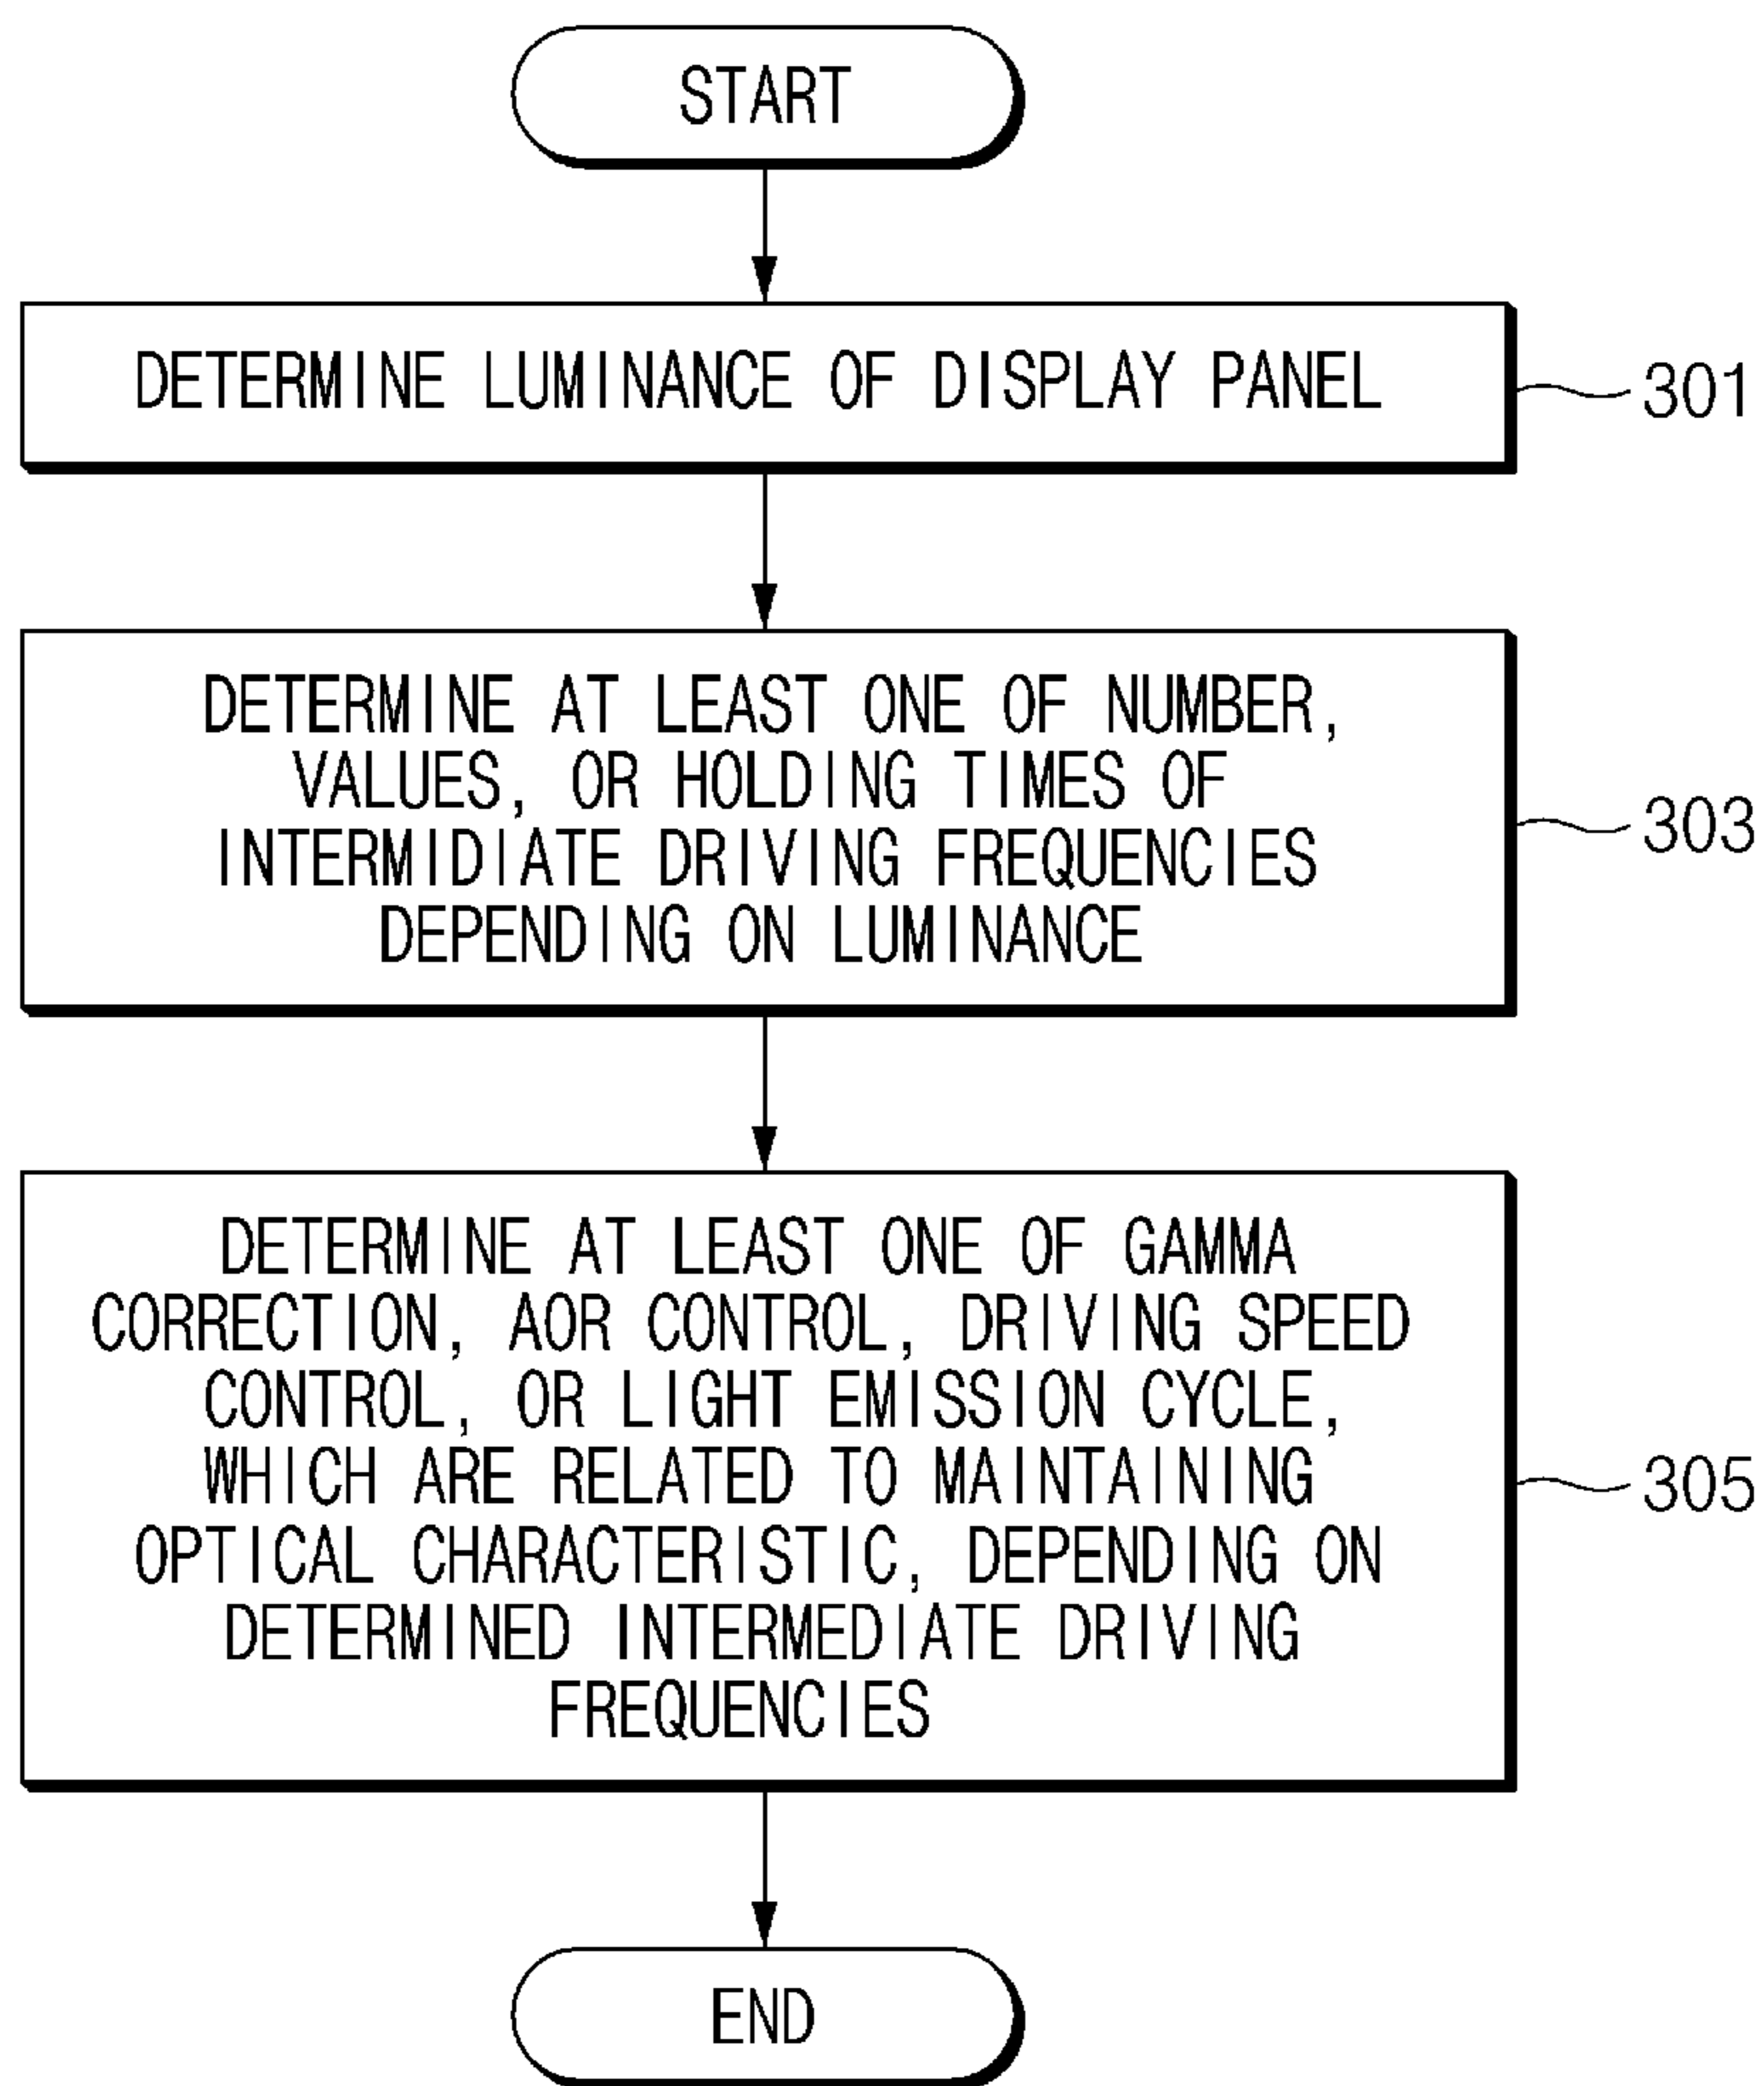 START
DETERMINE LUMINANCE OF DISPLAY PANEL
301
DETERMINE AT LEAST ONE OF NUMBER,
VALUES, OR HOLDING TIMES OF
INTERMIDIATE DRIVING FREQUENCIES
DEPENDING ON LUMINANCE
303
DETERMINE AT LEAST ONE OF GAMMA
CORRECTION, AOR CONTROL, DRIVING SPEED
CONTROL, OR LIGHT EMISSION CYCLE,
WHICH ARE RELATED TO MAINTAINING
OPTICAL CHARACTERISTIC, DEPENDING ON
DETERMINED INTERMEDIATE DRIVING
FREQUENCIES
305
END